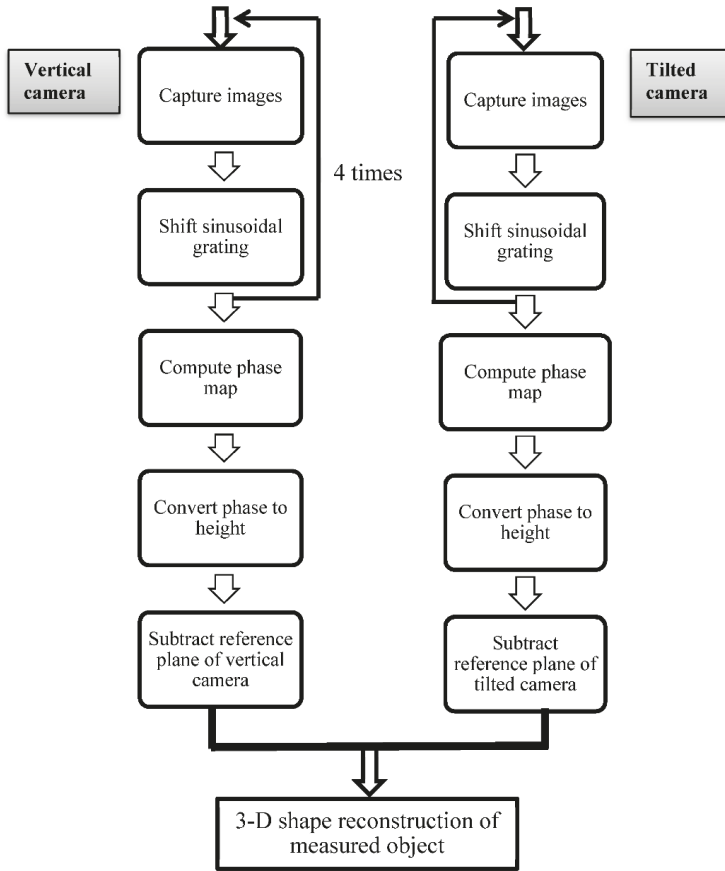 Vertical
camera
Capture images
Shift sinusoidal
grating
4 times
Compute phase
map
Convert phase to
height
Subtract reference
plane of vertical
camera
Tilted
camera
Capture images
Shift sinusoidal
grating
Compute phase
map
Convert phase to
height
Subtract
reference plane of
tilted camera
3-D shape reconstruction of
measured object